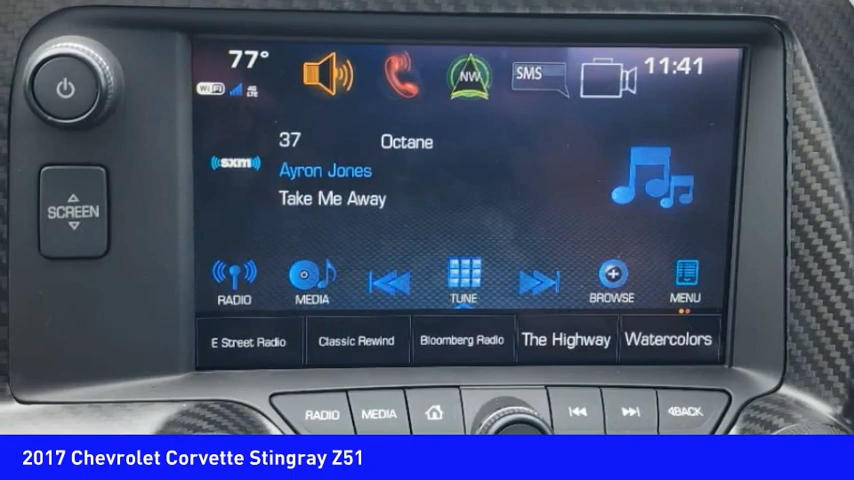 77° NW SMS 11:41
WiFi 4G LTE
37 Octane
sxm Ayron Jones
Take Me Away
SCREEN
RADIO MEDIA TUNE BROWSE MENU
E Street Radio Classic Rewind Bloomberg Radio The Highway Watercolors
RADIO MEDIA BACK
2017 Chevrolet Corvette Stingray Z51